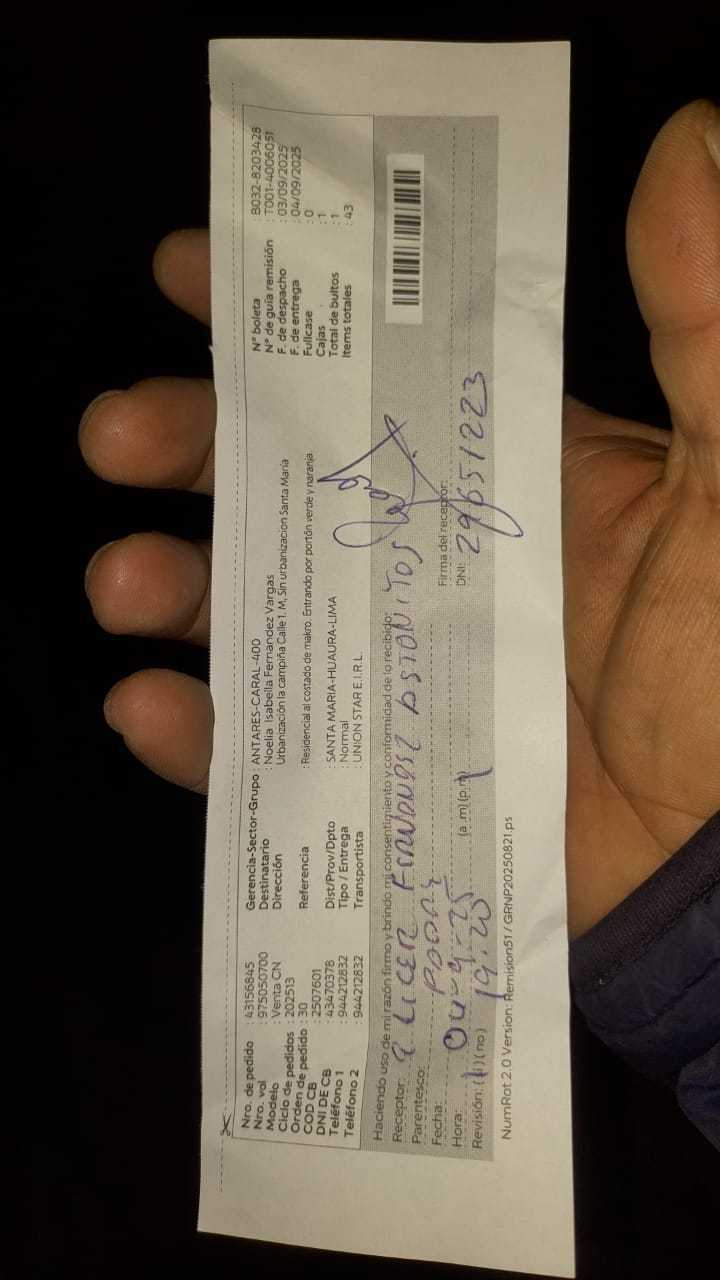 Nro. de pedido : 43156845
Nro. vol : 975050700
Modelo : Venta CN
Ciclo de pedidos : 202513
Orden de pedido : 30
COD CB : 2507601
DNI DE CB : 43470378
Teléfono 1 : 944212832
Teléfono 2 : 944212832
Gerencia-Sector-Grupo : ANTARES-CARAL-400
Destinatario : Noelia Isabella Fernandez Vargas
Dirección Urbanización la campiña Calle 1. M, Sin urbanizacion Santa María
Referencia : Residencial al costado de makro. Entrando por portón verde y naranja
Dist/Prov/Dpto : SANTA MARIA-HUAURA-LIMA
Tipo / Entrega : Normal
Transportista : UNION STAR E.I.R.L.
N° boleta : B032-8203428
N° de guía remisión : T001-4006051
F. de despacho : 03/09/2025
F. de entrega : 04/09/2025
Fullcase : 0
Cajas : 1
Total de bultos : 1
Items totales : 43
Haciendo uso de mi razón firmo y brindo mi consentimiento y conformidad de lo recibido:
Receptor: ELICER FERNANDEZ ASTONITOS
Parentesco: PADRE
Fecha: 04-9-25
Hora: 19.20 (a.m)(p.m)
Revisión: (si)(no)
Firma del receptor:
DNI: 29651223
NumRot 2.0 Version: Remision51 / GRNP20250821.ps